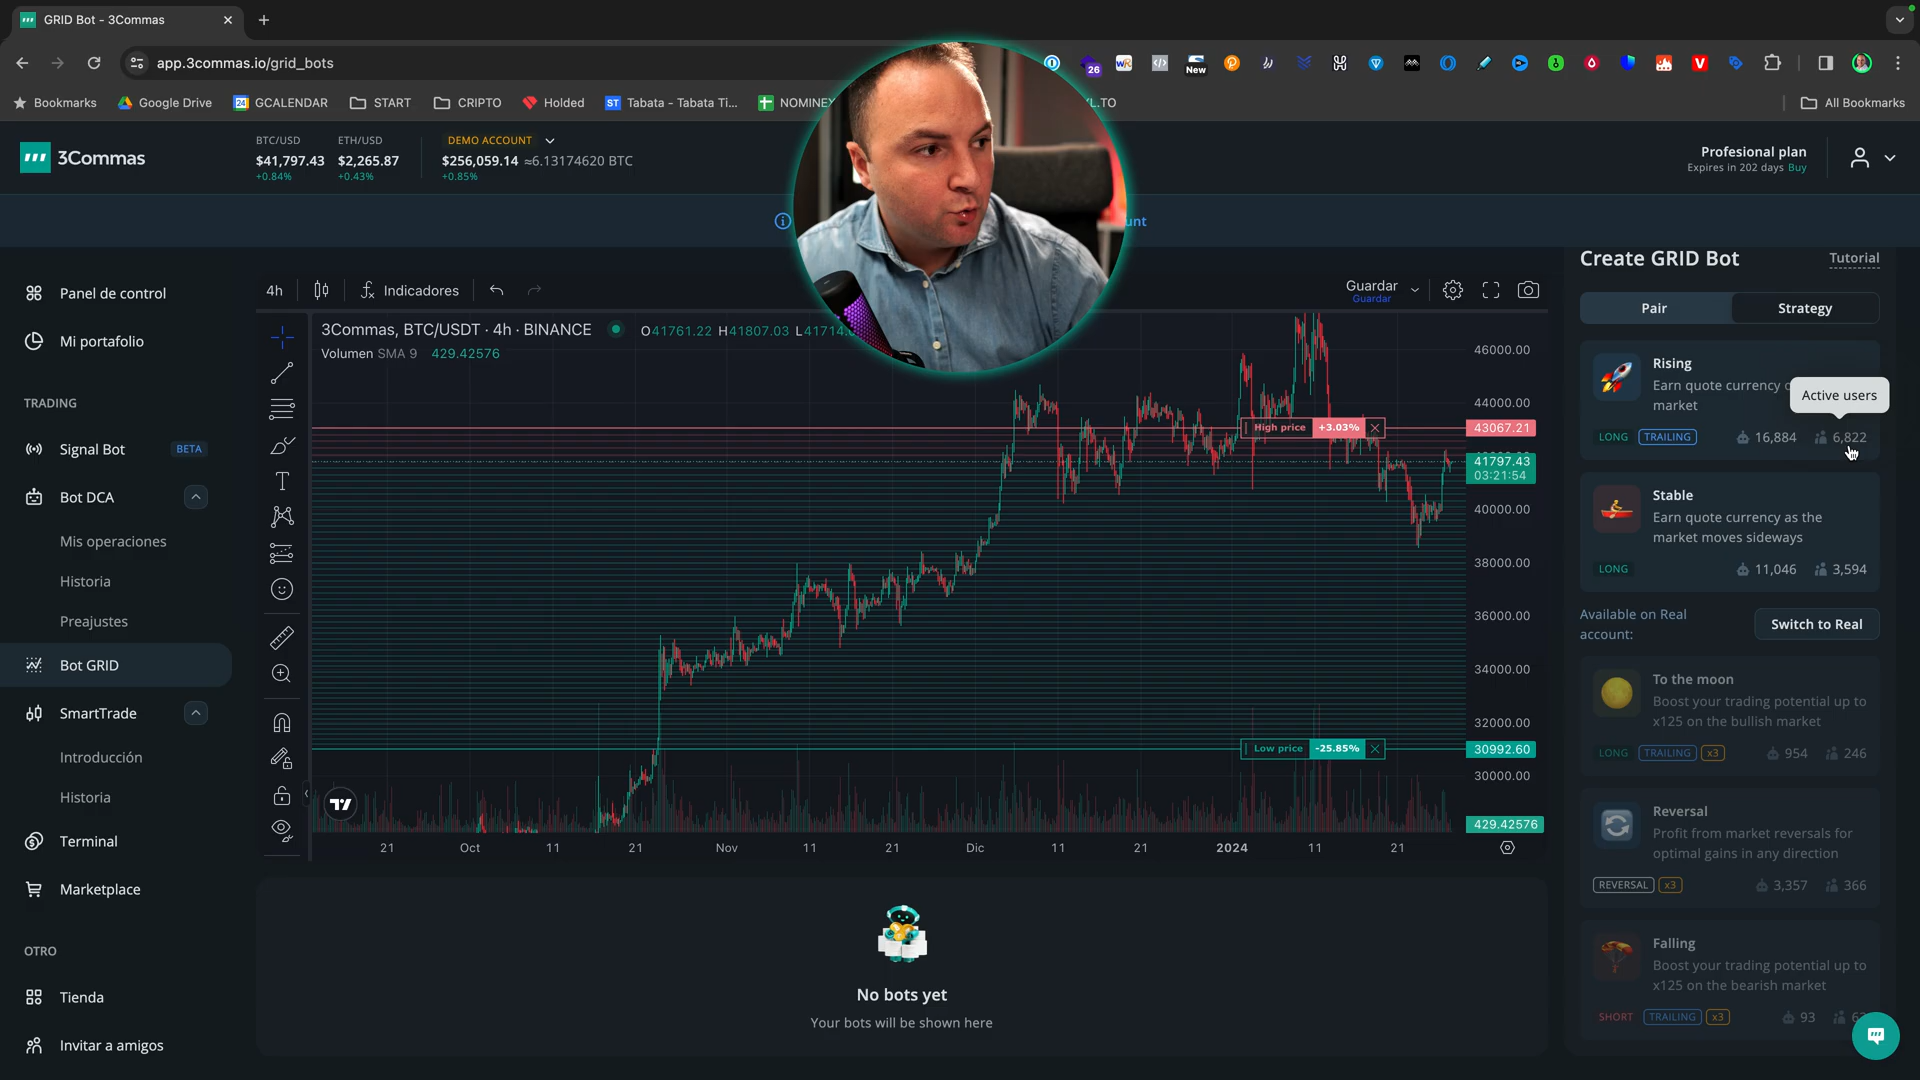 GRID Bot - 3Commas
app.3commas.io/grid_bots
26
New
Bookmarks
Google Drive
24
GCALENDAR
START
CRIPTO
Holded
ST
Tabata - Tabata Ti...
NOMINEX
L.TO
All Bookmarks
3Commas
BTC/USD
$41,797.43
+0.84%
ETH/USD
$2,265.87
+0.43%
DEMO ACCOUNT
$256,059.14 ≈6.13174620 BTC
+0.85%
Profesional plan
Expires in 202 days Buy
unt
Panel de control
Mi portafolio
TRADING
Signal Bot
BETA
Bot DCA
Mis operaciones
Historia
Preajustes
Bot GRID
SmartTrade
Introducción
Historia
Terminal
Marketplace
OTRO
Tienda
Invitar a amigos
4h
Indicadores
Guardar
Guardar
3Commas, BTC/USDT · 4h · BINANCE
O41761.22 H41807.03 L41714.
Volumen SMA 9 429.42576
46000.00
44000.00
High price +3.03%
43067.21
41797.43
03:21:54
40000.00
38000.00
36000.00
34000.00
32000.00
Low price -25.85%
30992.60
30000.00
429.42576
21
Oct
11
21
Nov
11
21
Dic
11
21
2024
11
21
No bots yet
Your bots will be shown here
Create GRID Bot
Tutorial
Pair
Strategy
Rising
Earn quote currency
market
Active users
LONG
TRAILING
16,884
6,822
Stable
Earn quote currency as the
market moves sideways
LONG
11,046
3,594
Available on Real
account:
Switch to Real
To the moon
Boost your trading potential up to
x125 on the bullish market
LONG
TRAILING
x3
954
246
Reversal
Profit from market reversals for
optimal gains in any direction
REVERSAL
x3
3,357
366
Falling
Boost your trading potential up to
x125 on the bearish market
SHORT
TRAILING
x3
93